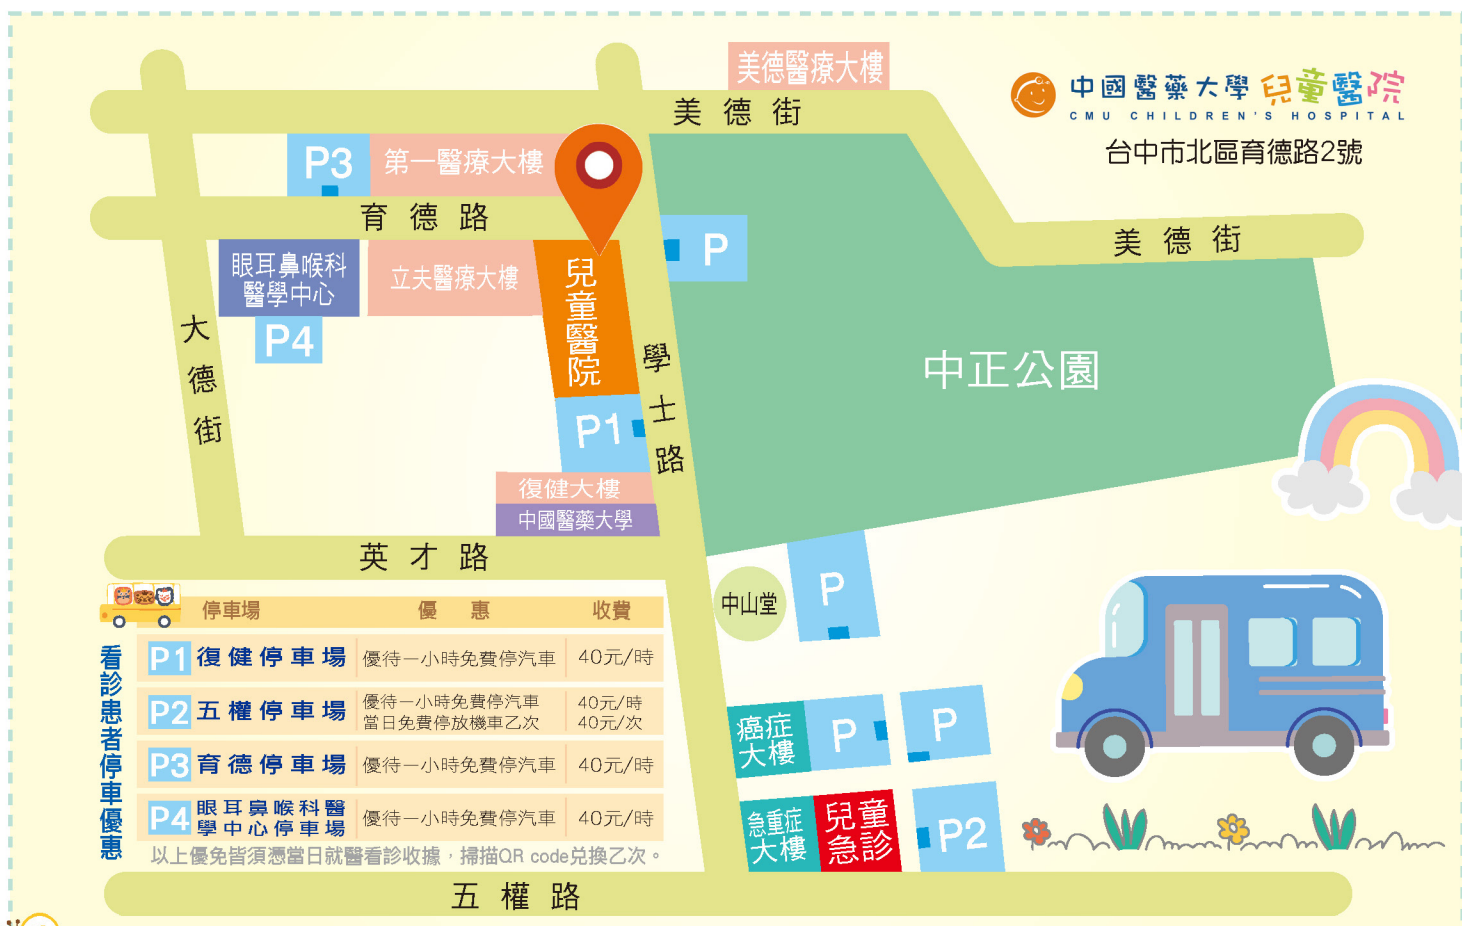 美德醫療大樓
中國醫藥大學 兒童醫院
CMU CHILDREN'S HOSPITAL
台中市北區育德路2號
美德街
P3
第一醫療大樓
育德路
P
美德街
眼耳鼻喉科
醫學中心
立夫醫療大樓
兒童醫院
P4
大德街
學士路
中正公園
P1
復健大樓
中國醫藥大學
英才路
中山堂
P
癌症
大樓
P
P
急重症
大樓
兒童
急診
P2
五權路
看診患者停車優惠
停車場 優惠 收費
P1 復健停車場 優待一小時免費停汽車 40元/時
P2 五權停車場 優待一小時免費停汽車 40元/時
當日免費停放機車乙次 40元/次
P3 育德停車場 優待一小時免費停汽車 40元/時
P4 眼耳鼻喉科醫 優待一小時免費停汽車 40元/時
學中心停車場
以上優免皆須憑當日就醫看診收據，掃描QR code兌換乙次。